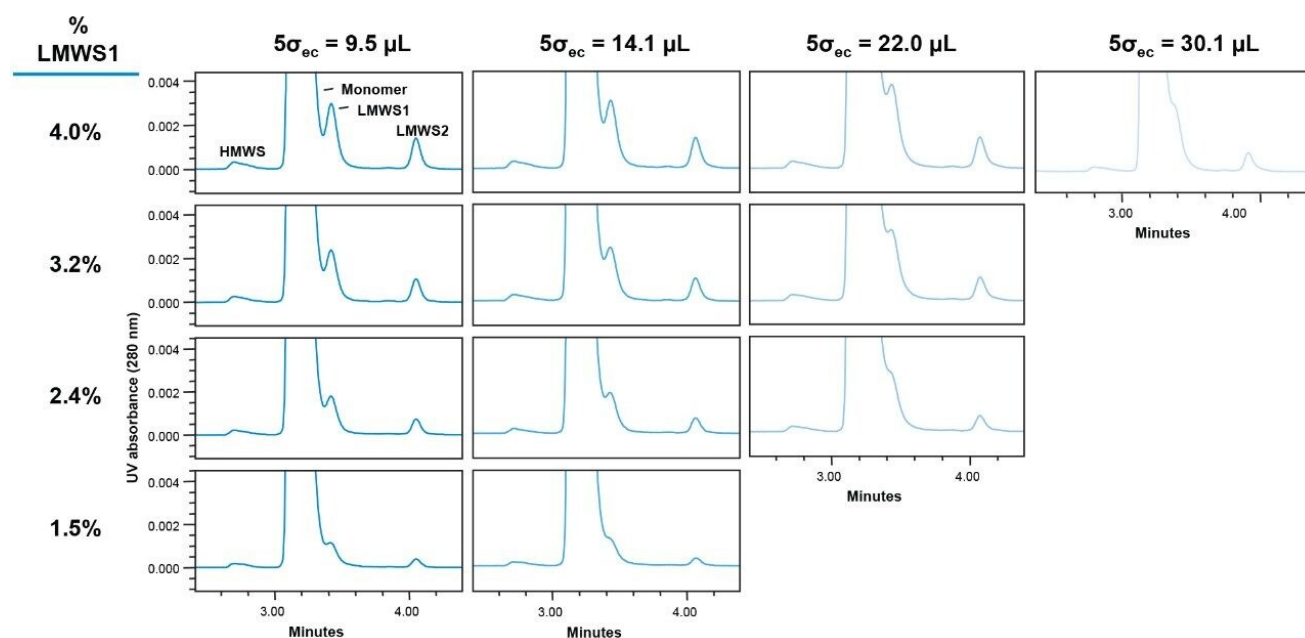 %
LMWS1
5σec = 9.5 µL
5σec = 14.1 µL
5σec = 22.0 µL
5σec = 30.1 µL
4.0%
0.004
0.002
0.000
Monomer
LMWS1
LMWS2
HMWS
3.00
4.00
Minutes
3.2%
0.004
0.002
0.000
UV absorbance (280 nm)
2.4%
0.004
0.002
0.000
3.00
4.00
Minutes
1.5%
0.004
0.002
0.000
3.00
4.00
Minutes
3.00
4.00
Minutes